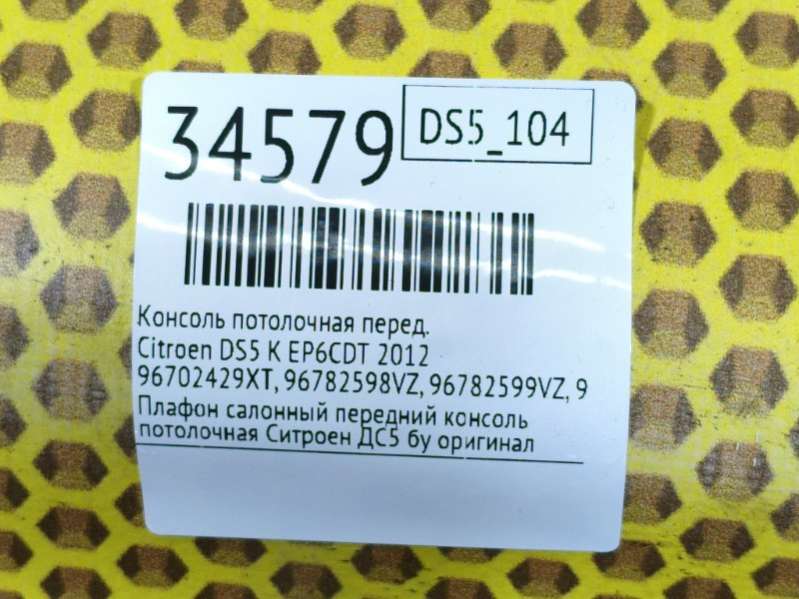 34579
DS5_104
Консоль потолочная перед.
Citroen DS5 K EP6CDT 2012
96702429XT, 96782598VZ, 96782599VZ, 9
Плафон салонный передний консоль
потолочная Ситроен ДС5 бу оригинал